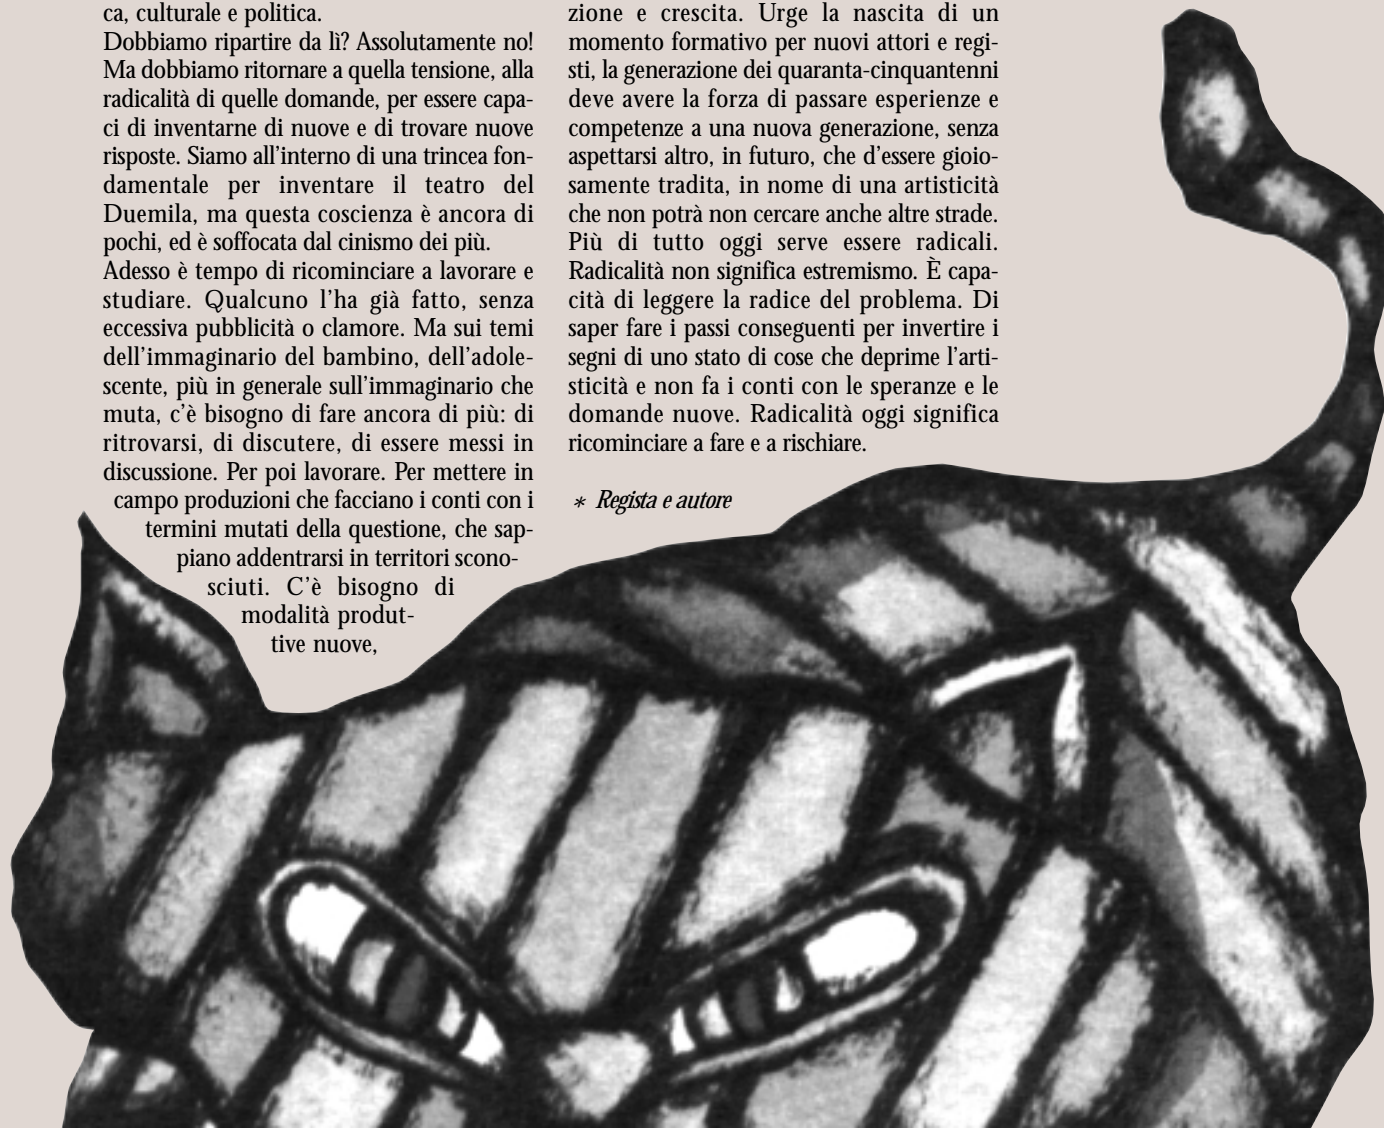 ca, culturale e politica.
Dobbiamo ripartire da lì? Assolutamente no!
Ma dobbiamo ritornare a quella tensione, alla
radicalità di quelle domande, per essere capa-
ci di inventarne di nuove e di trovare nuove
risposte. Siamo all'interno di una trincea fon-
damentale per inventare il teatro del
Duemila, ma questa coscienza è ancora di
pochi, ed è soffocata dal cinismo dei più.
Adesso è tempo di ricominciare a lavorare e
studiare. Qualcuno l'ha già fatto, senza
eccessiva pubblicità o clamore. Ma sui temi
dell'immaginario del bambino, dell'adole-
scente, più in generale sull'immaginario che
muta, c'è bisogno di fare ancora di più: di
ritrovarsi, di discutere, di essere messi in
discussione. Per poi lavorare. Per mettere in
campo produzioni che facciano i conti con i
termini mutati della questione, che sap-
piano addentrarsi in territori scono-
sciuti. C'è bisogno di
modalità produt-
tive nuove,
zione e crescita. Urge la nascita di un
momento formativo per nuovi attori e regi-
sti, la generazione dei quaranta-cinquantenni
deve avere la forza di passare esperienze e
competenze a una nuova generazione, senza
aspettarsi altro, in futuro, che d'essere gioio-
samente tradita, in nome di una artisticità
che non potrà non cercare anche altre strade.
Più di tutto oggi serve essere radicali.
Radicalità non significa estremismo. È capa-
cità di leggere la radice del problema. Di
saper fare i passi conseguenti per invertire i
segni di uno stato di cose che deprime l'arti-
sticità e non fa i conti con le speranze e le
domande nuove. Radicalità oggi significa
ricominciare a fare e a rischiare.
* Regista e autore